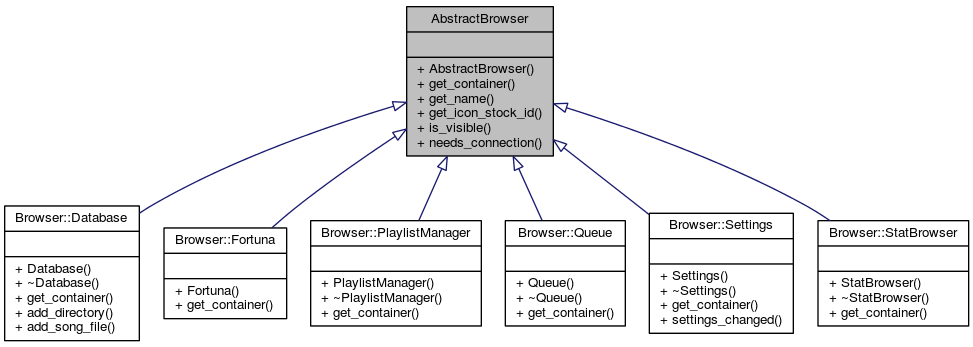 AbstractBrowser
+ AbstractBrowser()
+ get_container()
+ get_name()
+ get_icon_stock_id()
+ is_visible()
+ needs_connection()
Browser::Database
+ Database()
+ ~Database()
+ get_container()
+ add_directory()
+ add_song_file()
Browser::Fortuna
+ Fortuna()
+ get_container()
Browser::PlaylistManager
+ PlaylistManager()
+ ~PlaylistManager()
+ get_container()
Browser::Queue
+ Queue()
+ ~Queue()
+ get_container()
Browser::Settings
+ Settings()
+ ~Settings()
+ get_container()
+ settings_changed()
Browser::StatBrowser
+ StatBrowser()
+ ~StatBrowser()
+ get_container()